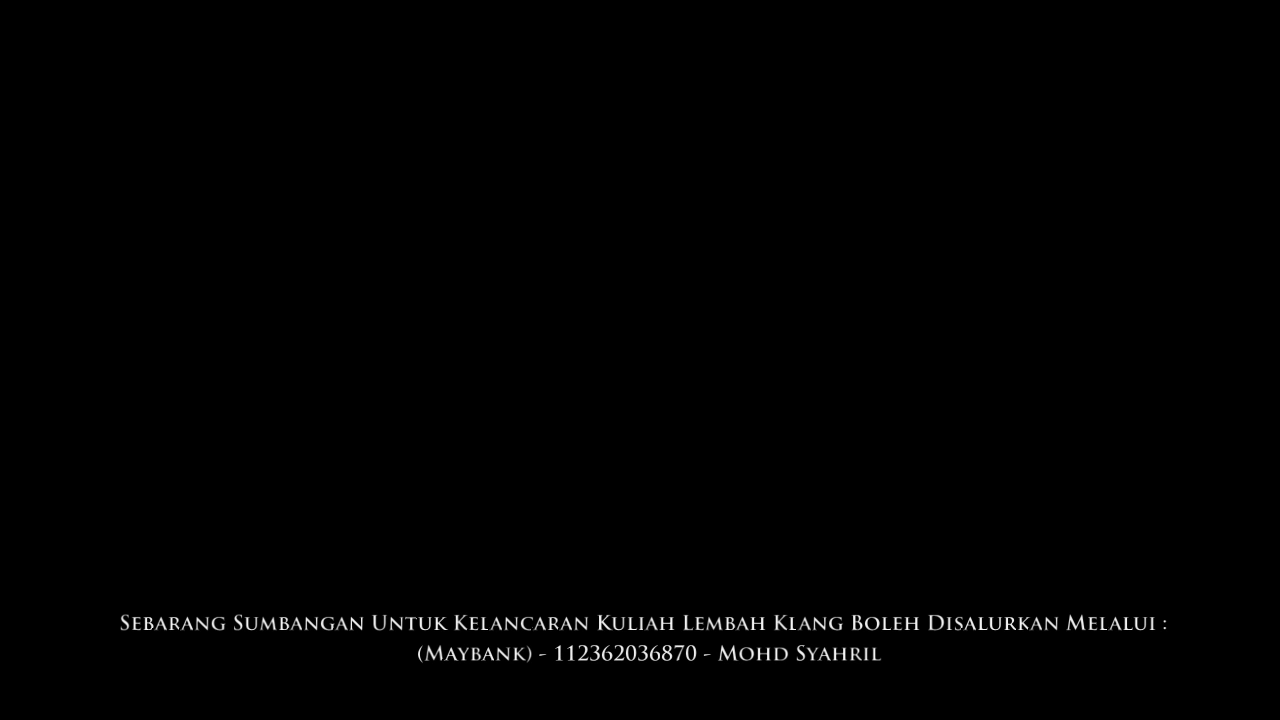 Sebarang Sumbangan Untuk Kelancaran Kuliah Lembah Klang Boleh Disalurkan Melalui :
(Maybank) - 112362036870 - Mohd Syahril